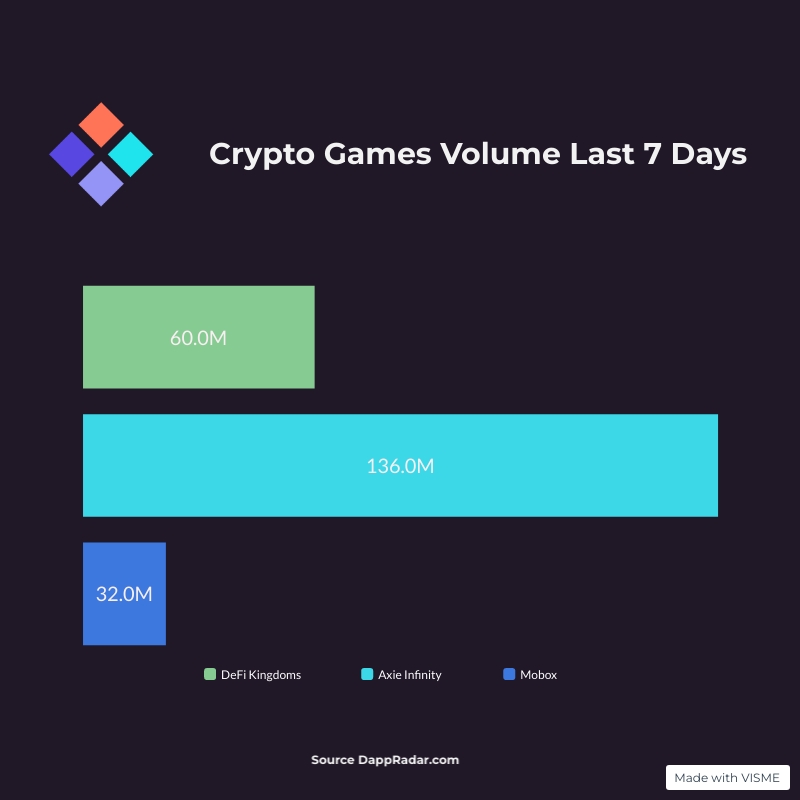 Crypto Games Volume Last 7 Days
60.0M
136.0M
32.0M
DeFi Kingdoms Axie Infinity Mobox
Source DappRadar.com
Made with VISME